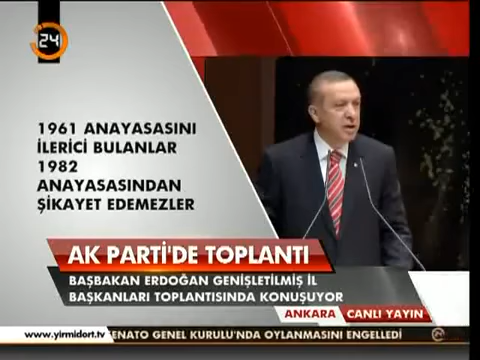 24
1961 ANAYASASINI
İLERİCİ BULANLAR
1982
ANAYASASINDAN
ŞİKAYET EDEMEZLER
AK PARTİ'DE TOPLANTI
BAŞBAKAN ERDOĞAN GENİŞLETİLMİŞ İL
BAŞKANLARI TOPLANTISINDA KONUŞUYOR
ANKARA CANLI YAYIN
www.yirmidort.tv ENATO GENEL KURULU'NDA OYLANMASINI ENGELLEDİ